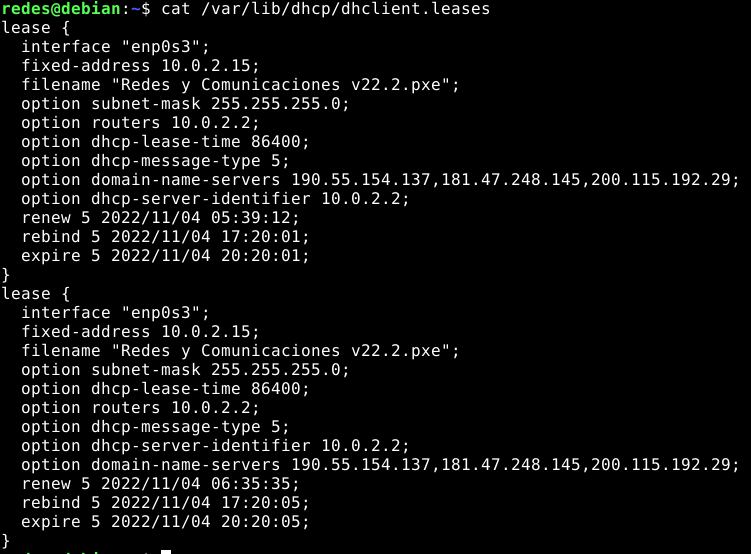 redes@debian:~$ cat /var/lib/dhcp/dhclient.leases
lease {
  interface "enp0s3";
  fixed-address 10.0.2.15;
  filename "Redes y Comunicaciones v22.2.pxe";
  option subnet-mask 255.255.255.0;
  option routers 10.0.2.2;
  option dhcp-lease-time 86400;
  option dhcp-message-type 5;
  option domain-name-servers 190.55.154.137,181.47.248.145,200.115.192.29;
  option dhcp-server-identifier 10.0.2.2;
  renew 5 2022/11/04 05:39:12;
  rebind 5 2022/11/04 17:20:01;
  expire 5 2022/11/04 20:20:01;
}
lease {
  interface "enp0s3";
  fixed-address 10.0.2.15;
  filename "Redes y Comunicaciones v22.2.pxe";
  option subnet-mask 255.255.255.0;
  option dhcp-lease-time 86400;
  option routers 10.0.2.2;
  option dhcp-message-type 5;
  option dhcp-server-identifier 10.0.2.2;
  option domain-name-servers 190.55.154.137,181.47.248.145,200.115.192.29;
  renew 5 2022/11/04 06:35:35;
  rebind 5 2022/11/04 17:20:05;
  expire 5 2022/11/04 20:20:05;
}